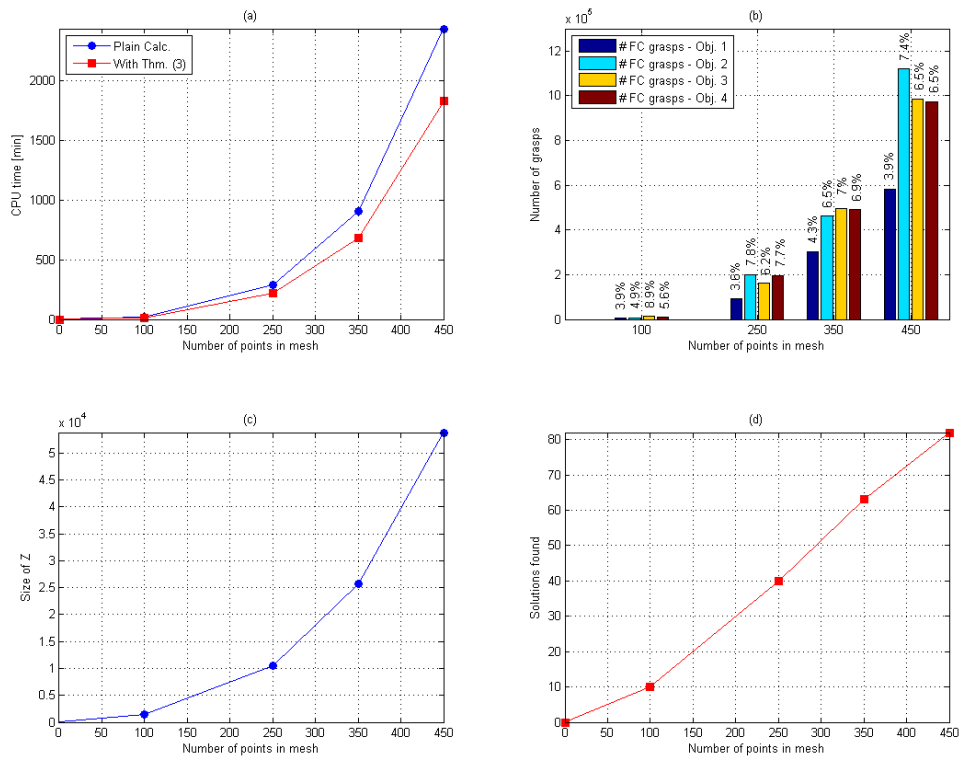 (a)
Plain Calc.
With Thm. (3)
2000
1500
1000
500
0
CPU time [min]
0 50 100 150 200 250 300 350 400 450
Number of points in mesh
(b)
x 10^5
# FC grasps - Obj. 1
# FC grasps - Obj. 2
# FC grasps - Obj. 3
# FC grasps - Obj. 4
12
10
8
6
4
2
0
Number of grasps
3.9% 4.9% 8.9% 5.6%
3.6% 7.8% 6.2% 7.7%
4.3% 6.5% 7% 6.9%
3.9% 7.4% 6.5% 6.5%
100 250 350 450
Number of points in mesh
(c)
x 10^4
5
4.5
4
3.5
3
2.5
2
1.5
1
0.5
0
Size of Z
0 50 100 150 200 250 300 350 400 450
Number of points in mesh
(d)
80
70
60
50
40
30
20
10
0
Solutions found
0 50 100 150 200 250 300 350 400 450
Number of points in mesh